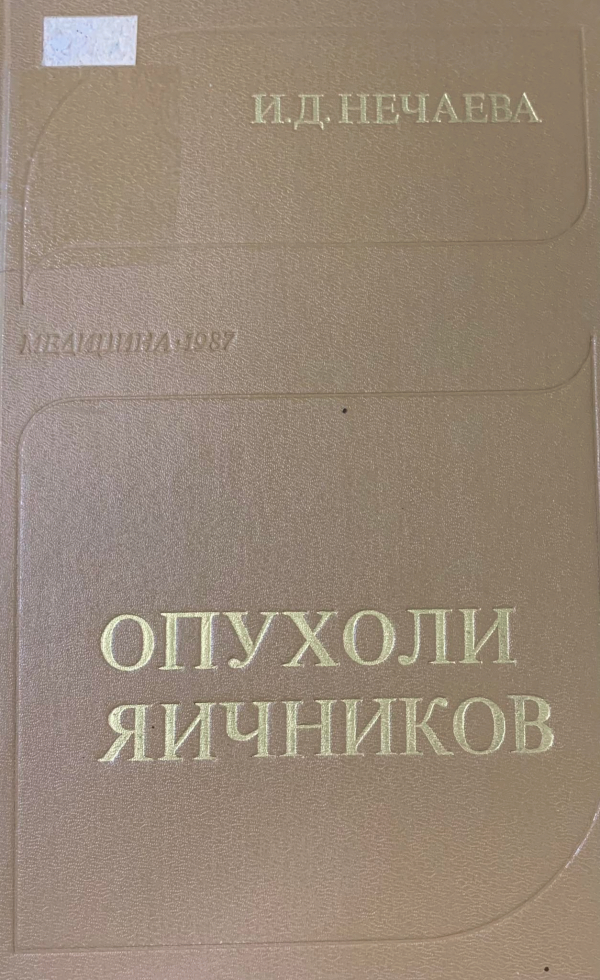 И.Д. НЕЧАЕВА
МЕДИЦИНА·1987
ОПУХОЛИ
ЯИЧНИКОВ